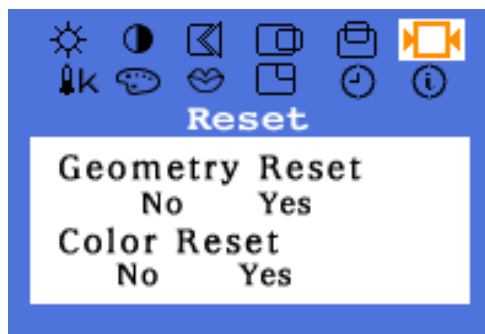 K
Reset
Geometry Reset
No Yes
Color Reset
No Yes